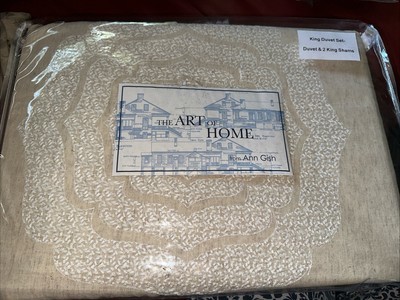 King Duvet Set:
Duvet & 2 King Shams
THE ART OF
HOME
from Ann Gish